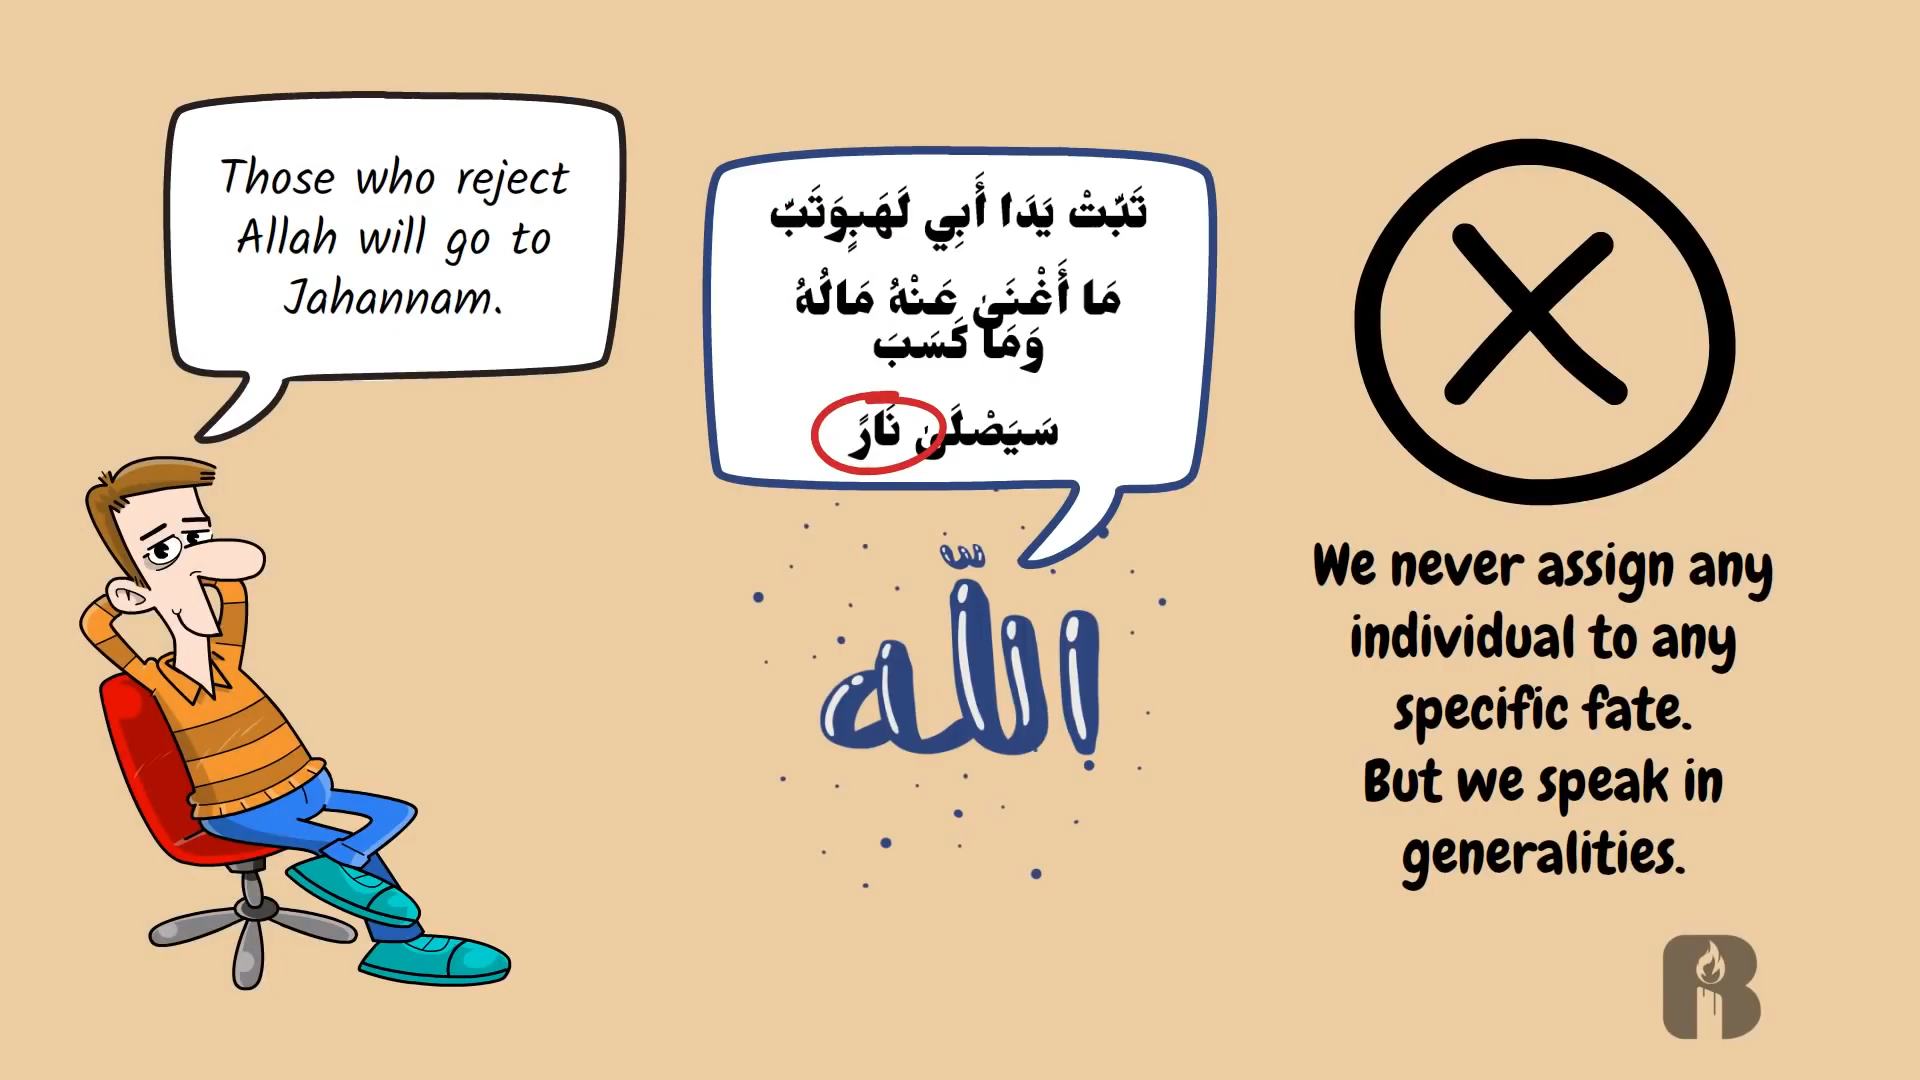 Those who reject
Allah will go to
Jahannam.
تَبّتْ يَدَا أَبِي لَهَبٍوَتَبّ
مَا أَغْنَىٰ عَنْهُ مَالُهُ
وَمَا كَسَبَ
سَيَصْلَىٰ نَارً
اللّه
We never assign any
individual to any
specific fate.
But we speak in
generalities.
B